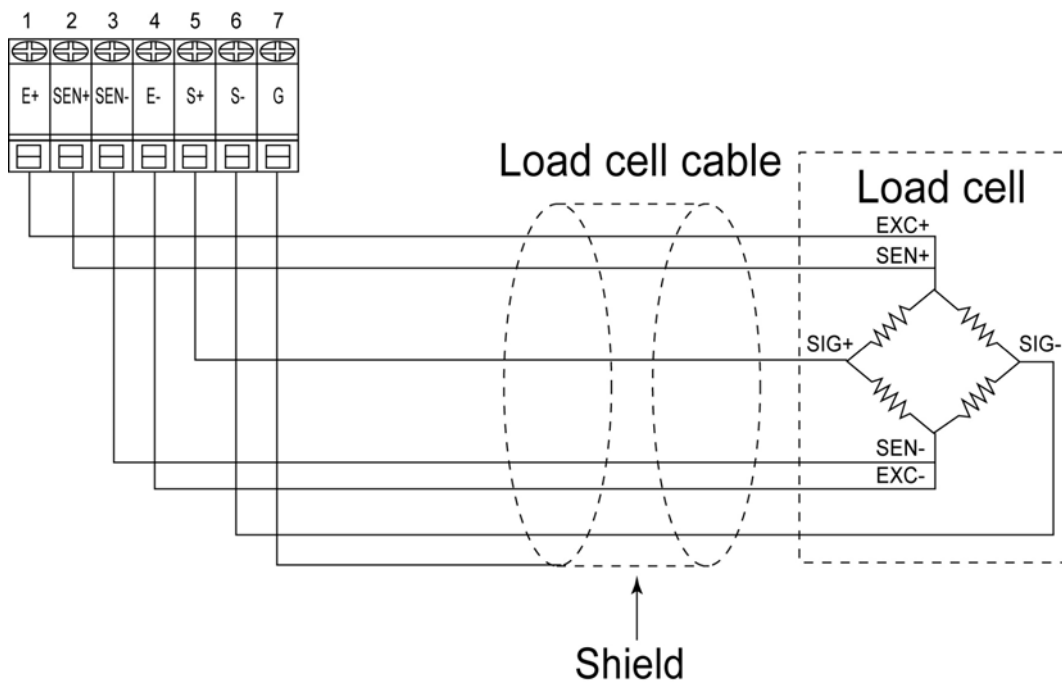 1 2 3 4 5 6 7
E+ SEN+ SEN- E- S+ S- G
Load cell cable
Load cell
EXC+
SEN+
SIG+ SIG-
SEN-
EXC-
Shield